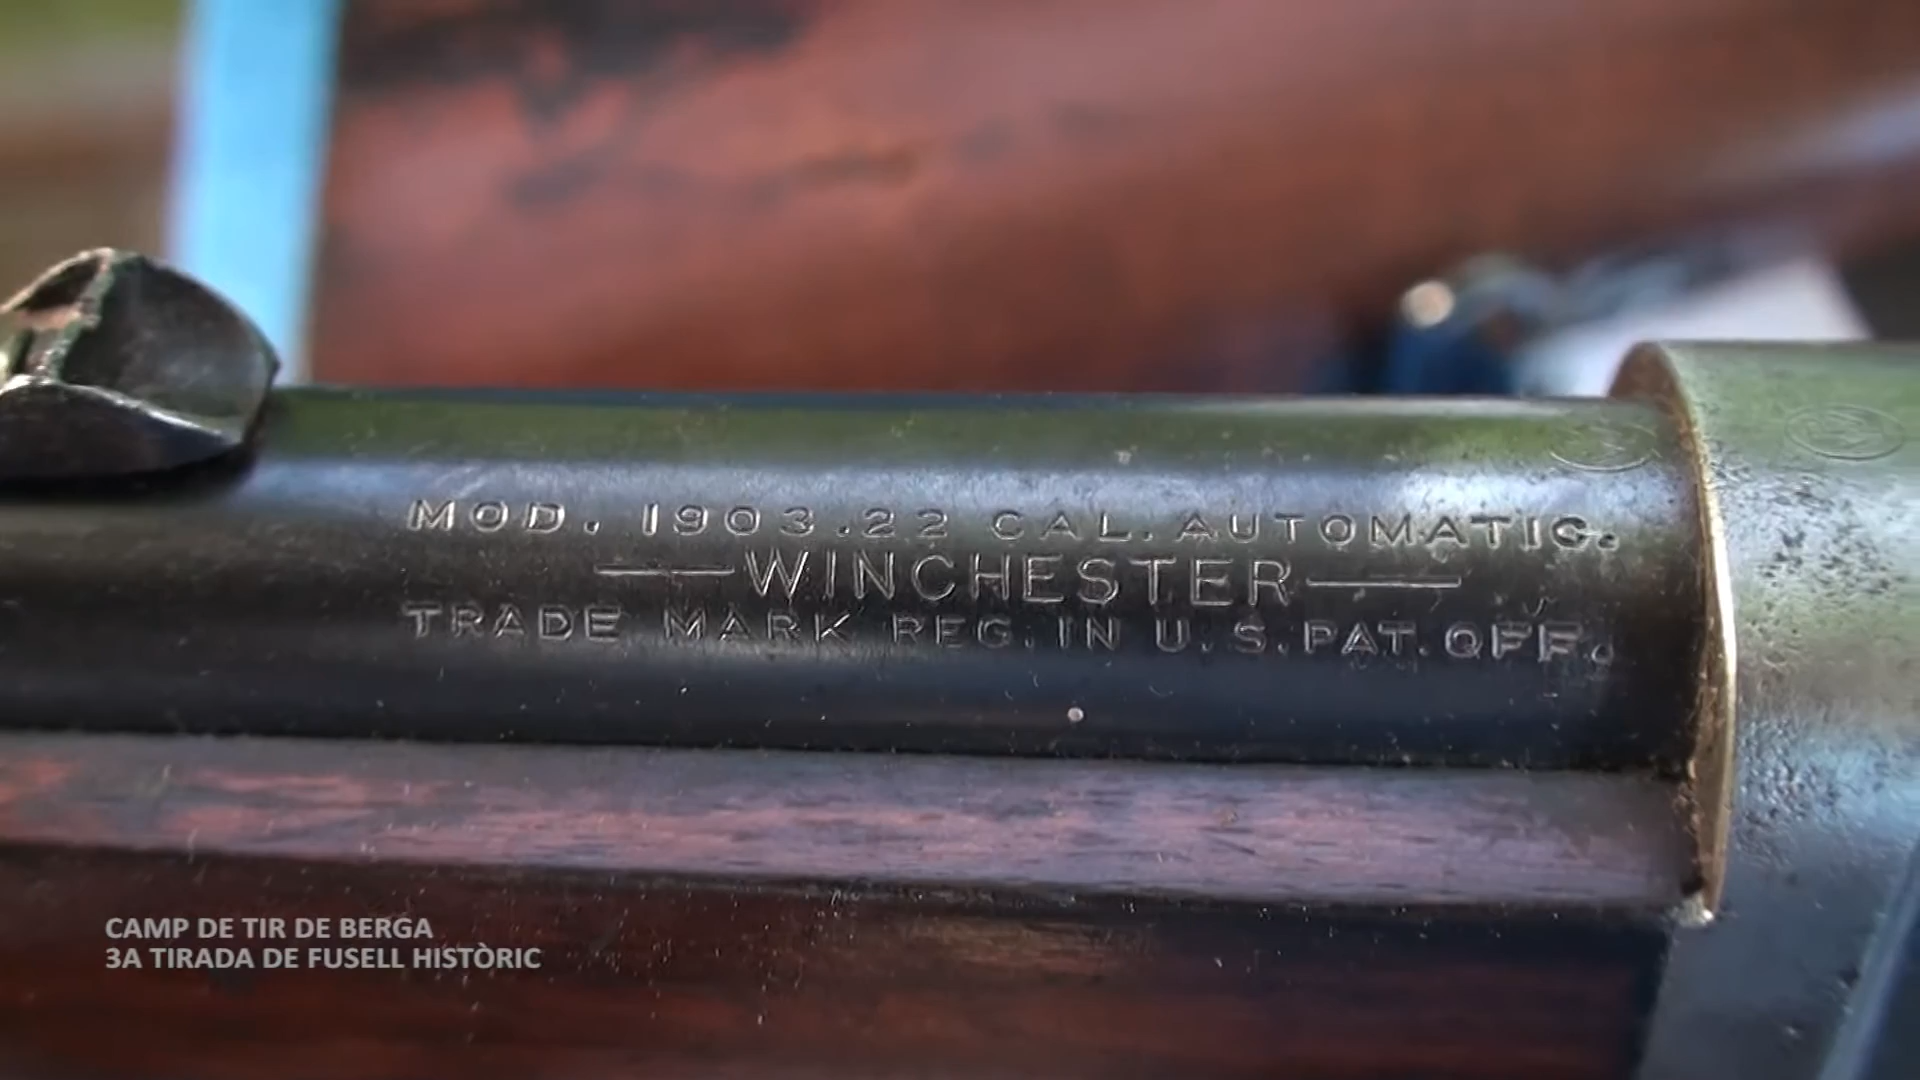 MOD. 1903.22 CAL. AUTOMATIC.
—WINCHESTER—
TRADE MARK REG. IN U.S. PAT. OFF.
CAMP DE TIR DE BERGA
3A TIRADA DE FUSELL HISTÒRIC